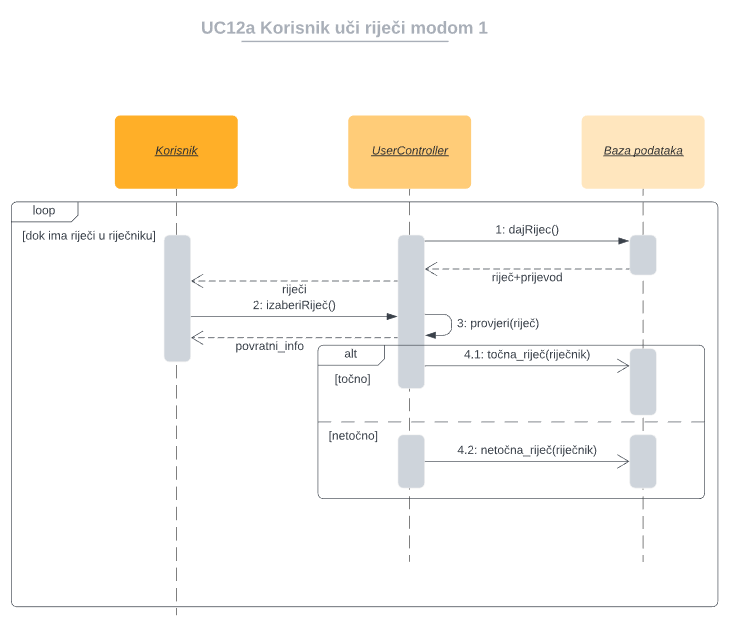 UC12a Korisnik uči riječi modom 1
Korisnik
UserController
Baza podataka
loop
[dok ima riječi u riječniku]
1: dajRijec()
riječ+prijevod
riječi
2: izaberiRiječ()
3: provjeri(riječ)
povratni_info
alt
4.1: točna_riječ(riječnik)
[točno]
[netočno]
4.2: netočna_riječ(riječnik)